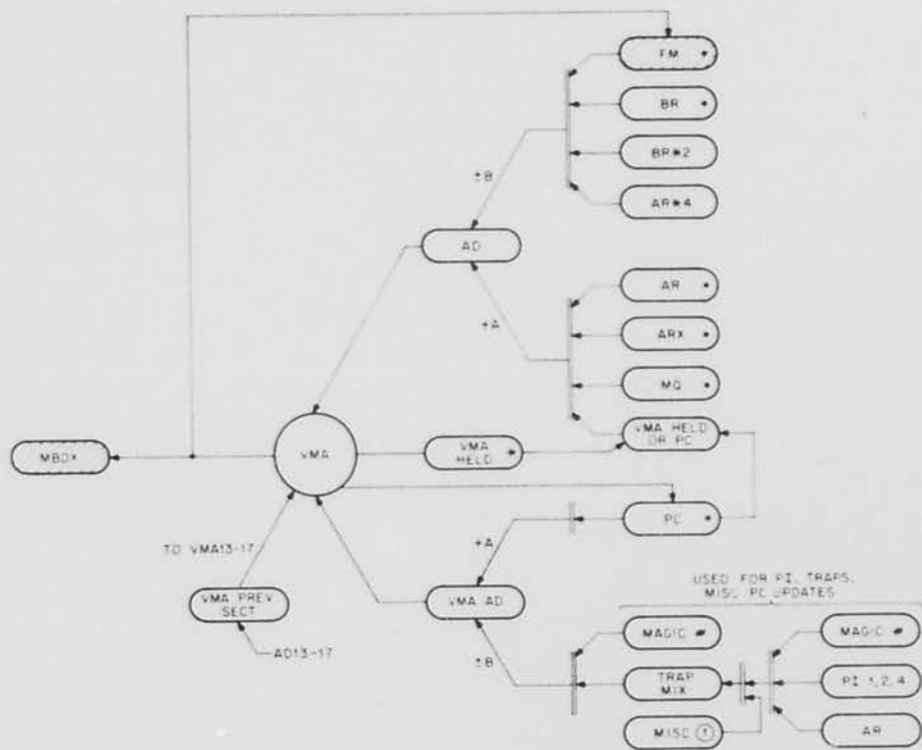 FM *
BR *
BR*2
AR*4
±B
AD
+A
AR *
ARX *
MQ *
VMA HELD
OR PC
MBOX
VMA
VMA
HELD
PC *
TO VMA13-17
+A
USED FOR PI, TRAPS,
MISC PC UPDATES
VMA PREV
SECT
VMA AD
AD13-17
±B
MAGIC #
TRAP
MIX
MISC 1
MAGIC #
PI 1,2,4
AR